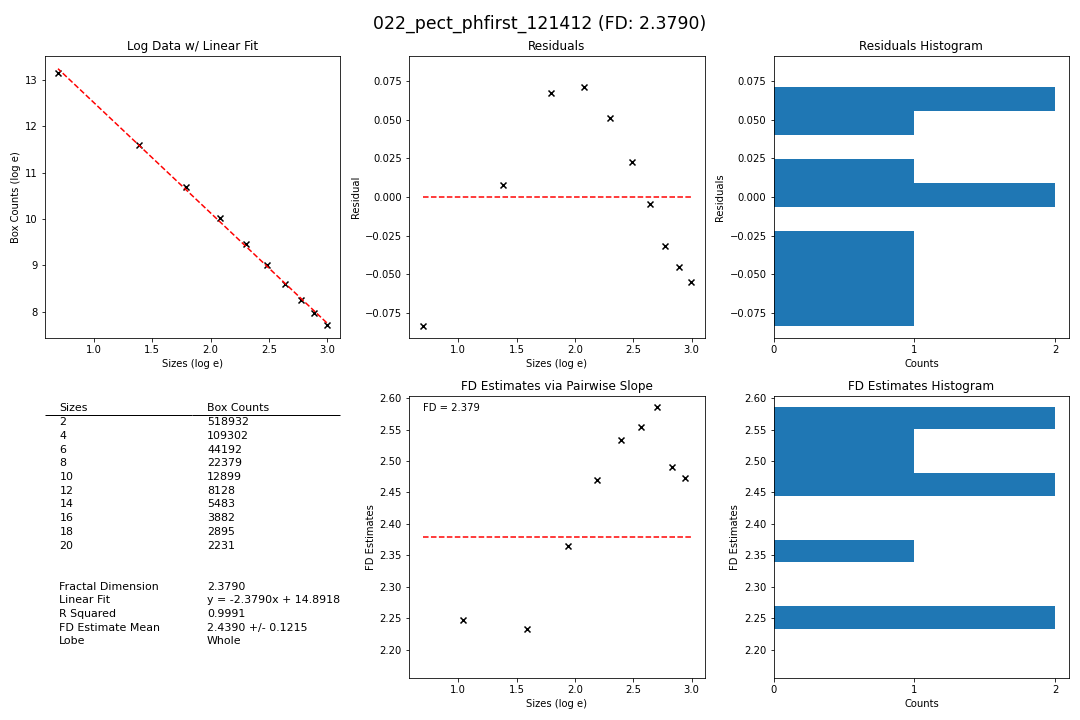 022_pect_phfirst_121412 (FD: 2.3790)
Log Data w/ Linear Fit
13
12
11
10
9
8
Box Counts (log e)
1.0 1.5 2.0 2.5 3.0
Sizes (log e)
Residuals
0.075
0.050
0.025
0.000
−0.025
−0.050
−0.075
Residual
1.0 1.5 2.0 2.5 3.0
Sizes (log e)
Residuals Histogram
0.075
0.050
0.025
0.000
−0.025
−0.050
−0.075
Residuals
0 1 2
Counts
Sizes Box Counts
2 518932
4 109302
6 44192
8 22379
10 12899
12 8128
14 5483
16 3882
18 2895
20 2231
Fractal Dimension 2.3790
Linear Fit y = -2.3790x + 14.8918
R Squared 0.9991
FD Estimate Mean 2.4390 +/- 0.1215
Lobe Whole
FD Estimates via Pairwise Slope
FD = 2.379
2.60
2.55
2.50
2.45
2.40
2.35
2.30
2.25
2.20
FD Estimates
1.0 1.5 2.0 2.5 3.0
Sizes (log e)
FD Estimates Histogram
2.60
2.55
2.50
2.45
2.40
2.35
2.30
2.25
2.20
FD Estimates
0 1 2
Counts